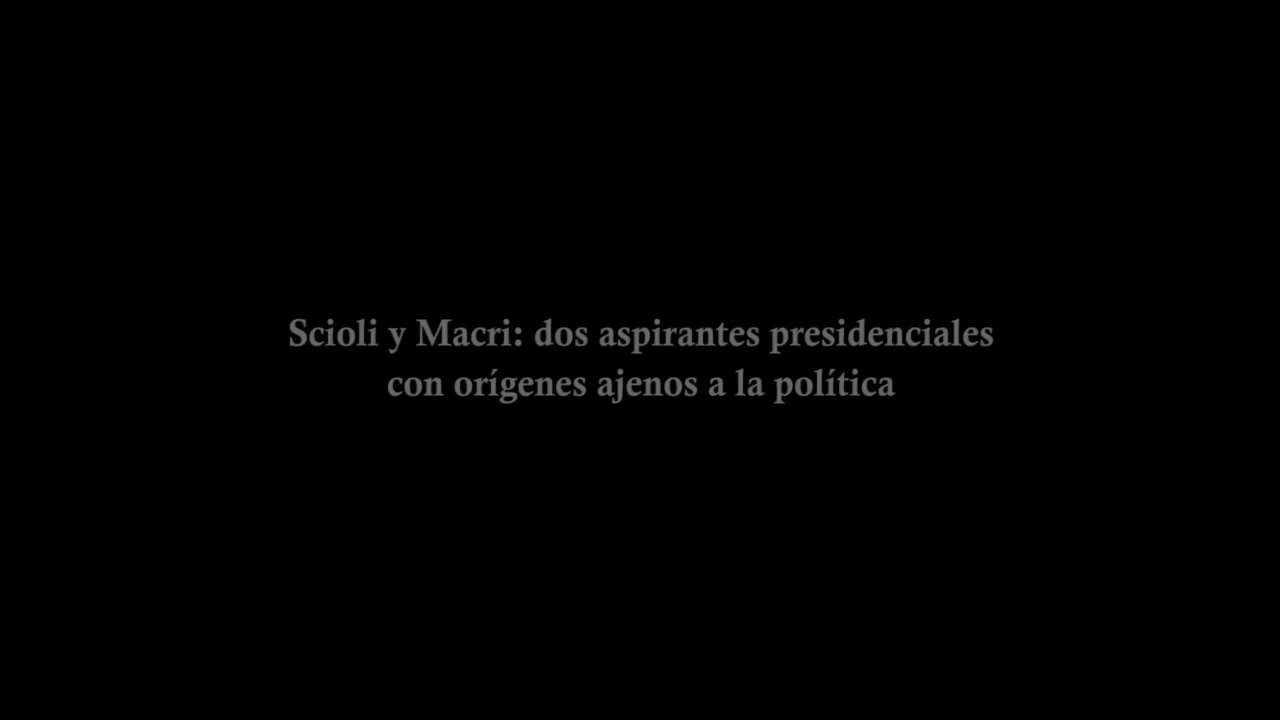 Scioli y Macri: dos aspirantes presidenciales
con orígenes ajenos a la política